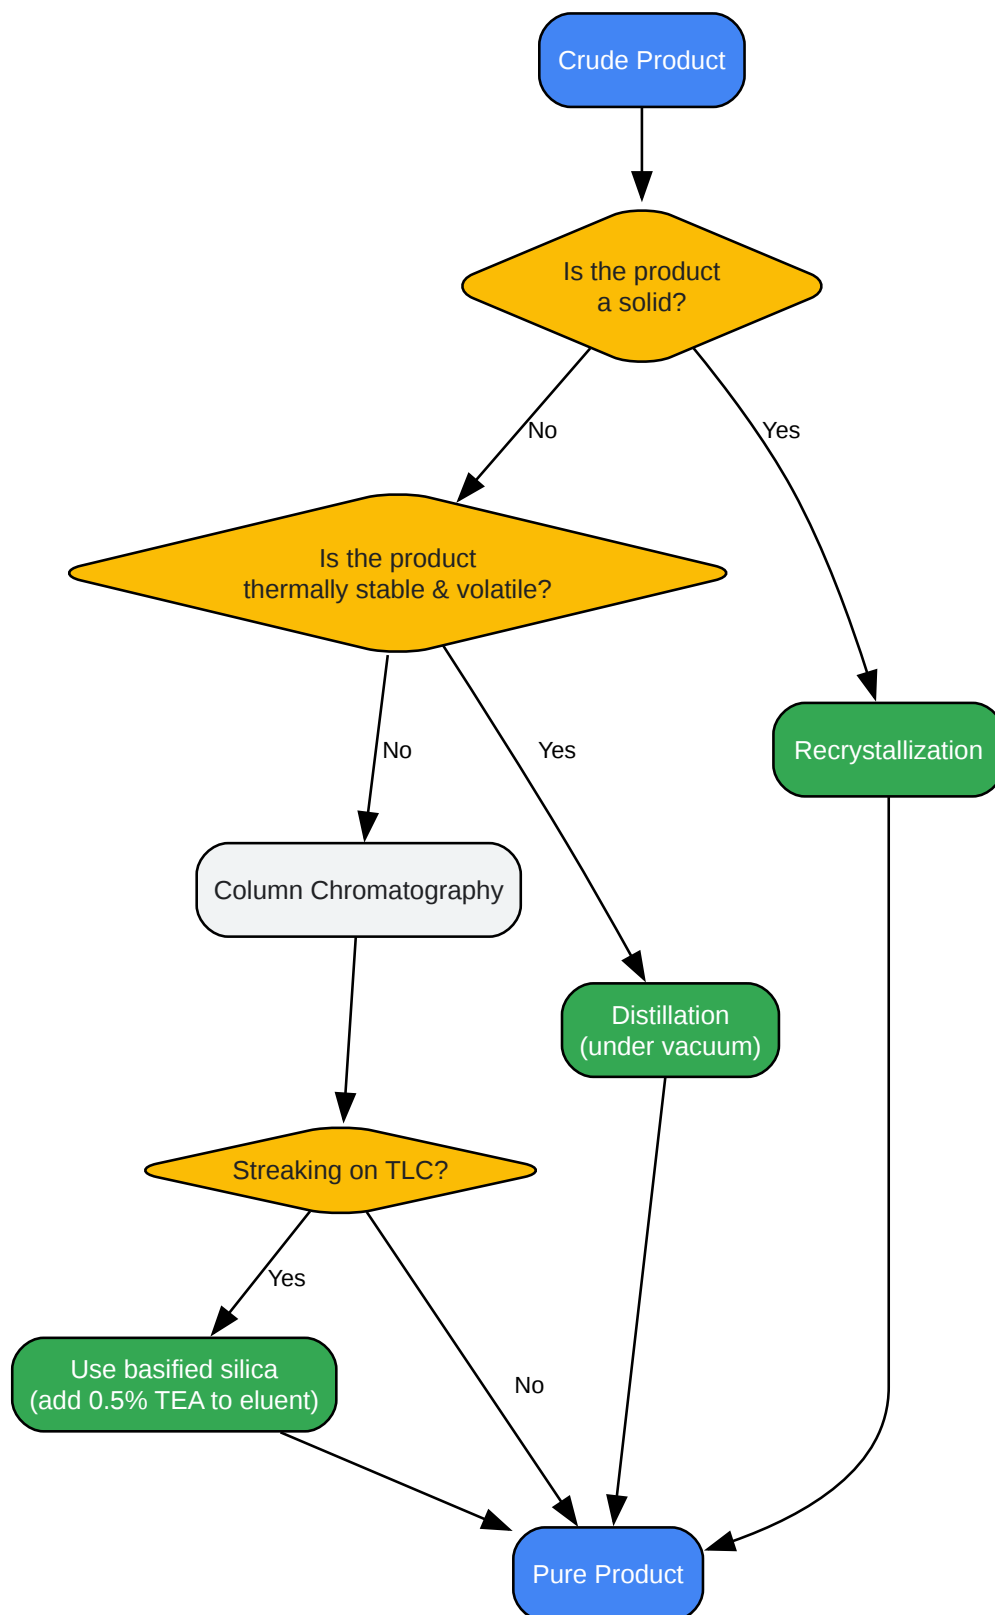 Crude Product
Is the product
a solid?
No
Yes
Is the product
thermally stable & volatile?
No
Yes
Recrystallization
Column Chromatography
Distillation
(under vacuum)
Streaking on TLC?
Yes
Use basified silica
(add 0.5% TEA to eluent)
No
Pure Product